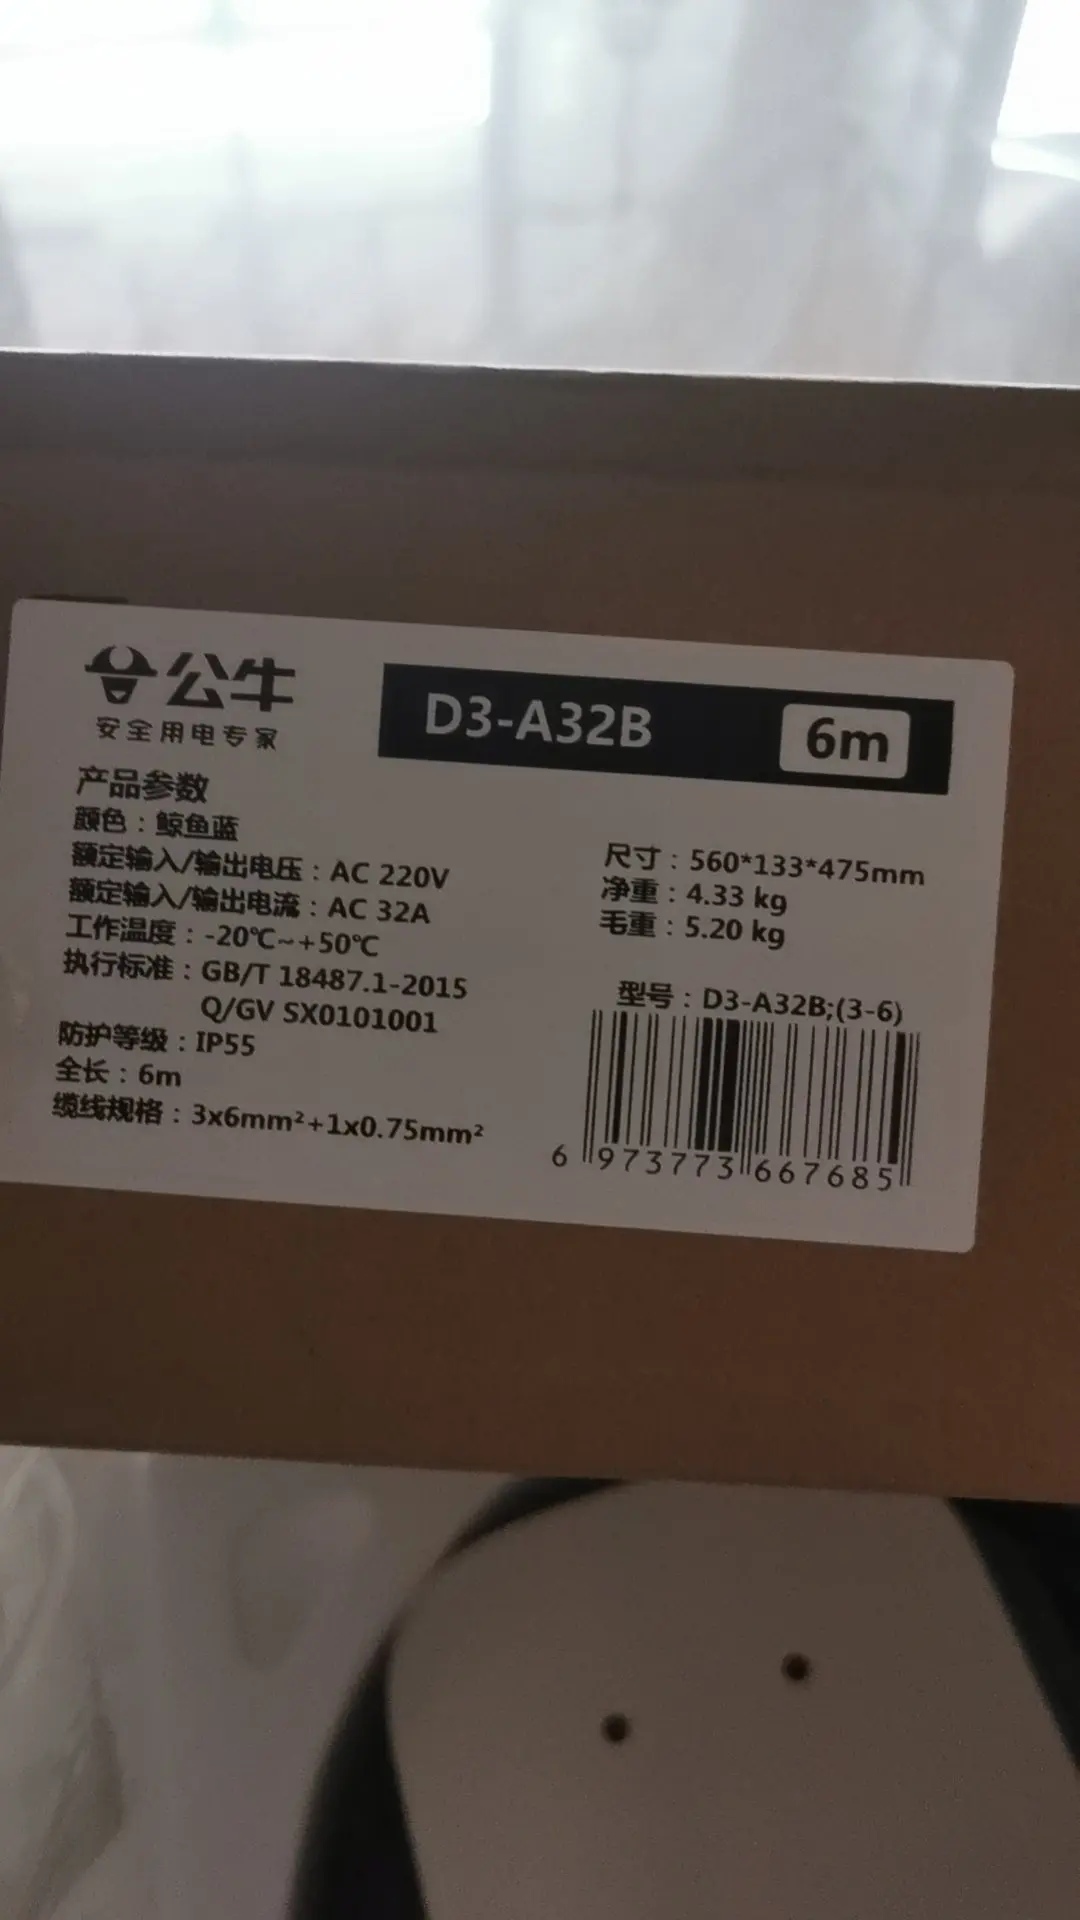 公牛
安全用电专家
D3-A32B
6m
产品参数
颜色：鲸鱼蓝
额定输入/输出电压：AC 220V
额定输入/输出电流：AC 32A
工作温度：-20℃~+50℃
执行标准：GB/T 18487.1-2015
Q/GV SX0101001
防护等级：IP55
全长：6m
缆线规格：3x6mm²+1x0.75mm²
尺寸：560*133*475mm
净重：4.33 kg
毛重：5.20 kg
型号：D3-A32B;(3-6)
6 973773 667685